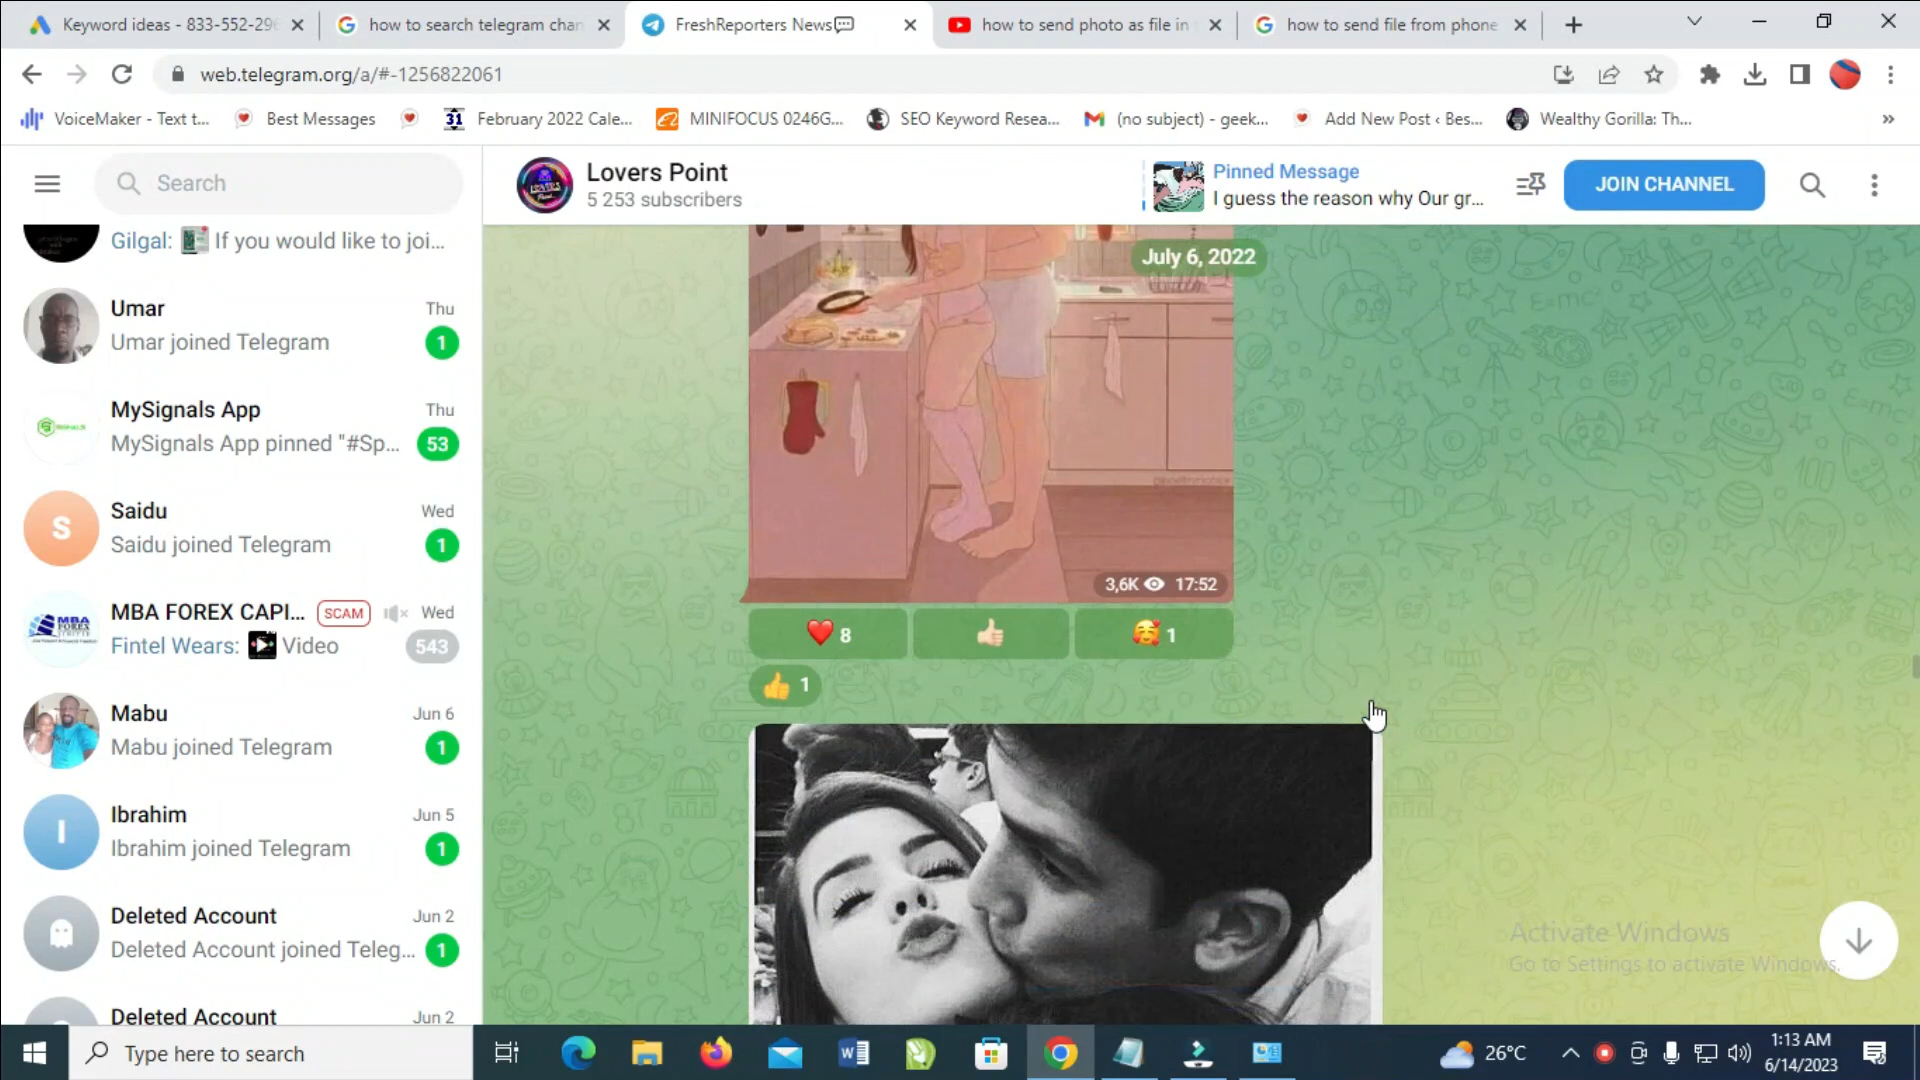 Keyword ideas - 833-552-296
how to search telegram chan
FreshReporters News
how to send photo as file in
how to send file from phone
web.telegram.org/a/#-1256822061
VoiceMaker - Text t...
Best Messages
31
February 2022 Cale...
MINIFOCUS 0246G...
SEO Keyword Resea...
(no subject) - geek...
Add New Post ‹ Bes...
Wealthy Gorilla: Th...
»
Search
Lovers Point
5 253 subscribers
Pinned Message
I guess the reason why Our gr...
JOIN CHANNEL
Gilgal: If you would like to joi...
Umar
Thu
Umar joined Telegram
1
MySignals App
Thu
MySignals App pinned "#Sp...
53
S
Saidu
Wed
Saidu joined Telegram
1
MBA FOREX CAPI...
SCAM
Wed
MBA
FOREX
Fintel Wears: Video
543
Mabu
Jun 6
Mabu joined Telegram
1
I
Ibrahim
Jun 5
Ibrahim joined Telegram
1
Deleted Account
Jun 2
Deleted Account joined Teleg...
1
Deleted Account
Jun 2
July 6, 2022
3,6K 17:52
8
1
1
Activate Windows
Go to Settings to activate Windows.
Type here to search
26°C
1:13 AM
6/14/2023